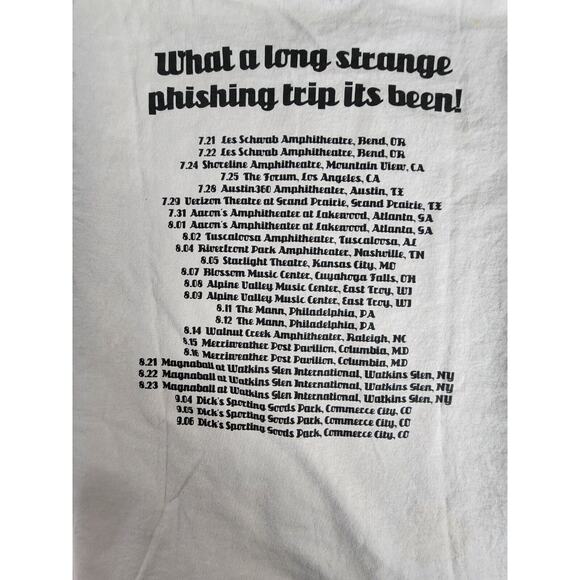 What a long strange
phishing trip its been!
7.21 Les Schwab Amphitheatre, Bend, OR
7.22 Les Schwab Amphitheatre, Bend, OR
7.24 Shoreline Amphitheatre, Mountain View, CA
7.25 The Forum, Los Angeles, CA
7.28 Austin360 Amphitheater, Austin, TX
7.29 Verizon Theatre at Grand Prairie, Grand Prairie, TX
7.31 Aaron's Amphitheater at Lakewood, Atlanta, GA
8.01 Aaron's Amphitheater at Lakewood, Atlanta, GA
8.02 Tuscaloosa Amphitheater, Tuscaloosa, AL
8.04 Riverfront Park Amphitheater, Nashville, TN
8.05 Starlight Theatre, Kansas City, MO
8.07 Blossom Music Center, Cuyahoga Falls, OH
8.08 Alpine Valley Music Center, East Troy, WI
8.09 Alpine Valley Music Center, East Troy, WI
8.11 The Mann, Philadelphia, PA
8.12 The Mann, Philadelphia, PA
8.14 Walnut Creek Amphitheater, Raleigh, NC
8.15 Merriweather Post Pavilion, Columbia, MD
8.16 Merriweather Post Pavilion, Columbia, MD
8.21 Magnaball at Watkins Glen International, Watkins Glen, NY
8.22 Magnaball at Watkins Glen International, Watkins Glen, NY
8.23 Magnaball at Watkins Glen International, Watkins Glen, NY
9.04 Dick's Sporting Goods Park, Commerce City, CO
9.05 Dick's Sporting Goods Park, Commerce City, CO
9.06 Dick's Sporting Goods Park, Commerce City, CO